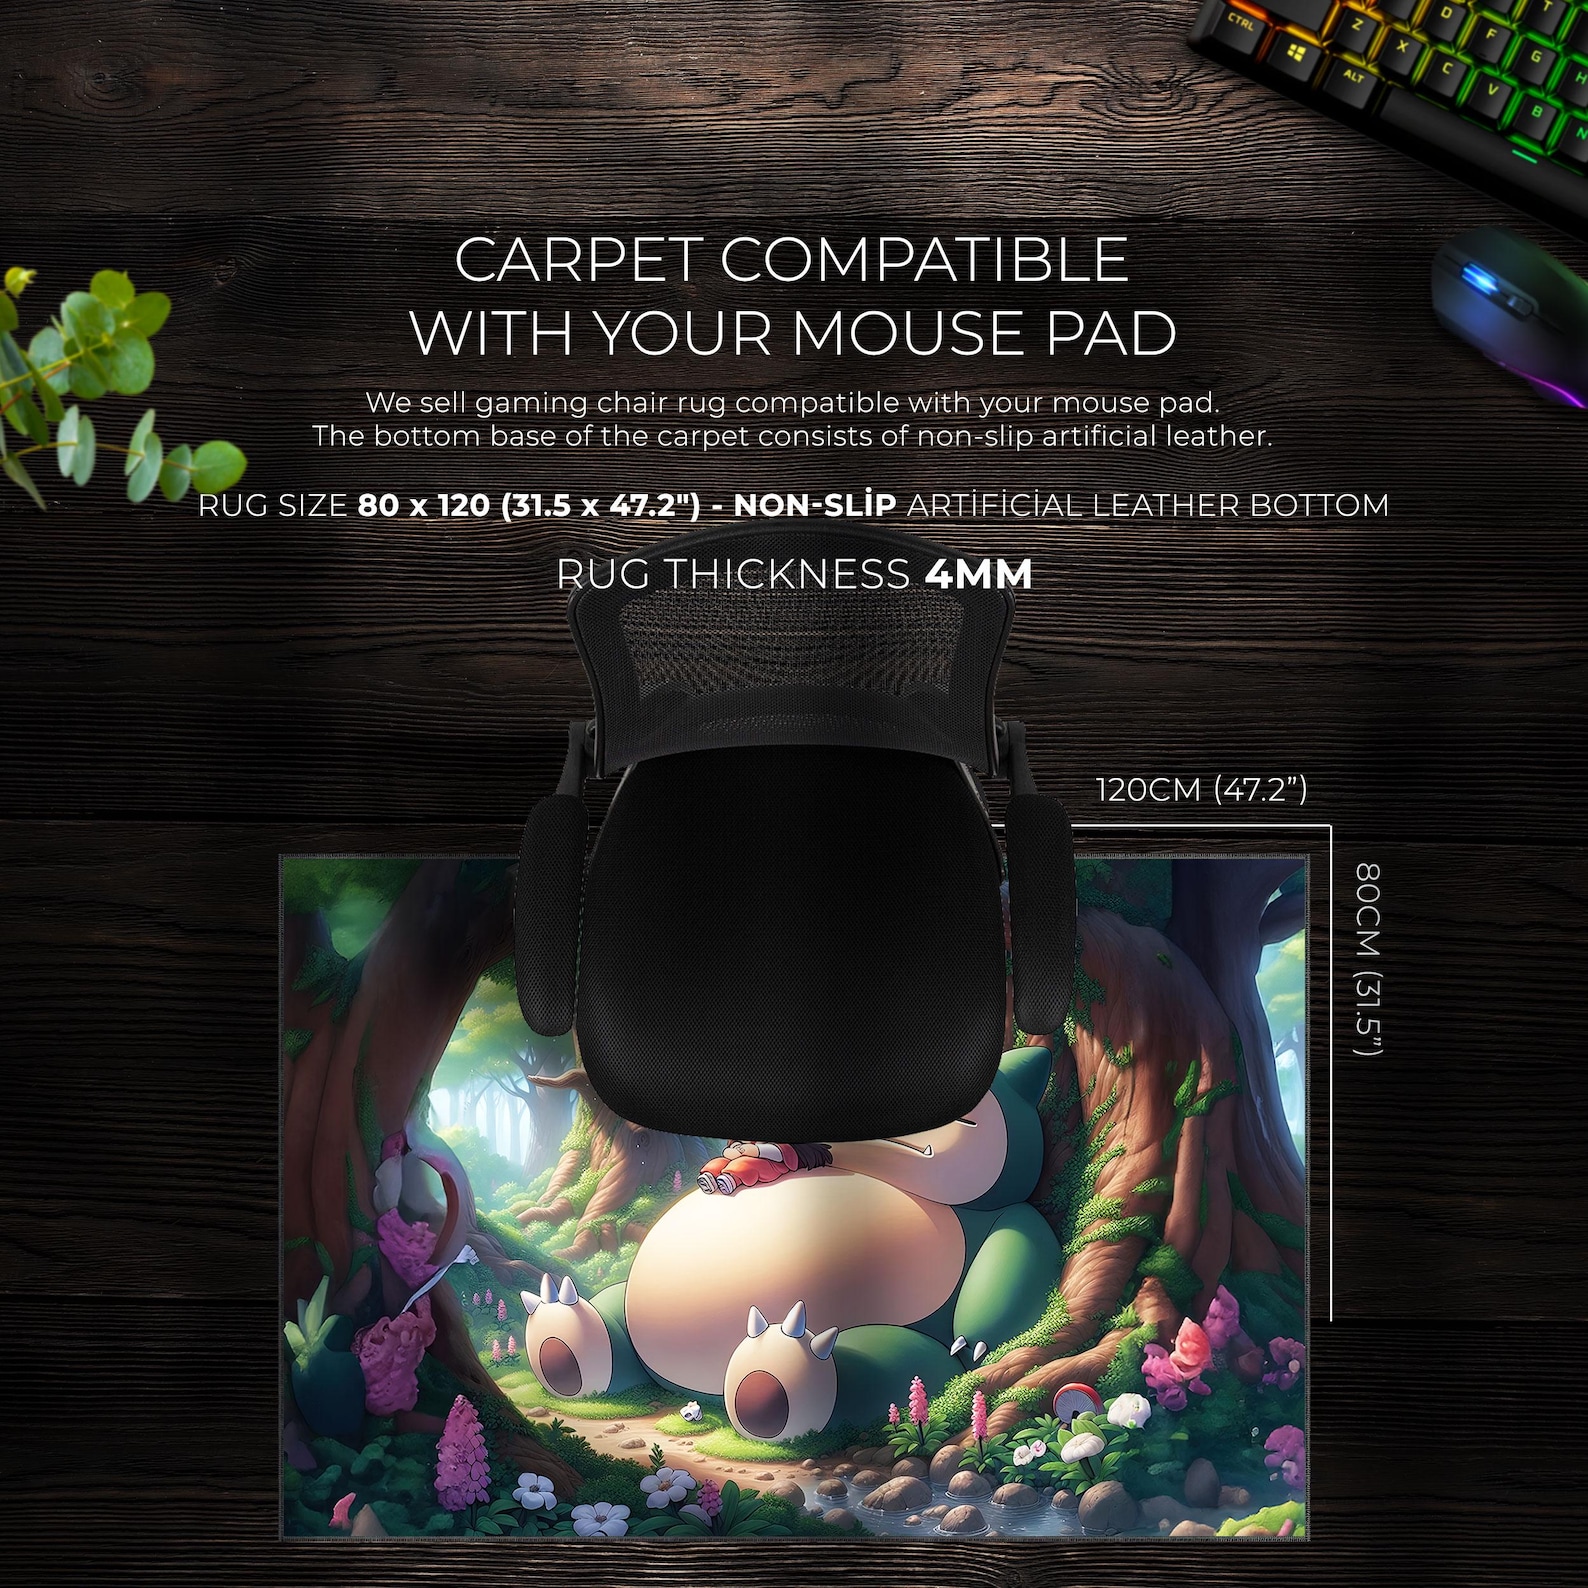 CARPET COMPATIBLE
WITH YOUR MOUSE PAD
We sell gaming chair rug compatible with your mouse pad.
The bottom base of the carpet consists of non-slip artificial leather.
RUG SIZE 80 x 120 (31.5 x 47.2") - NON-SLİP ARTİFİCİAL LEATHER BOTTOM
RUG THICKNESS 4MM
120CM (47.2”)
80CM (31.5”)
CTRL
ALT
Z
X
C
V
B
N
D
F
G
H
T